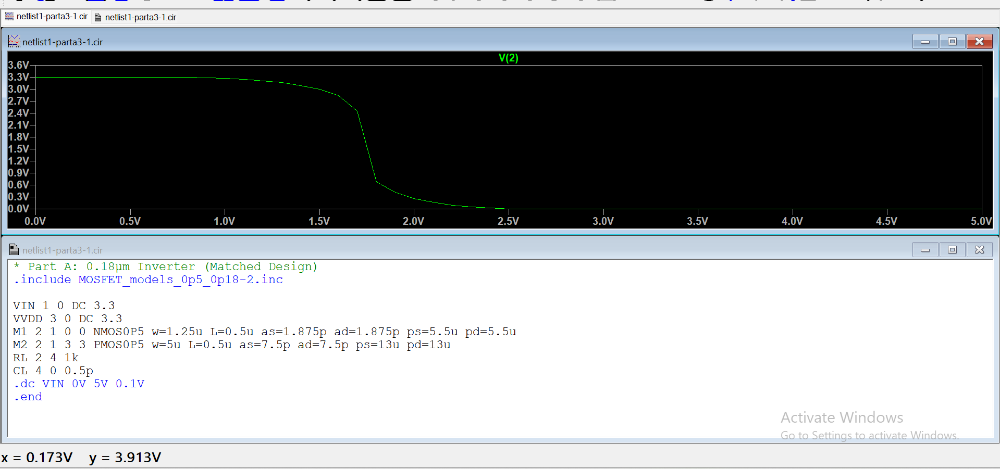 netlist1-parta3-1.cir netlist1-parta3-1.cir
netlist1-parta3-1.cir
V(2)
3.6V
3.3V
3.0V
2.7V
2.4V
2.1V
1.8V
1.5V
1.2V
0.9V
0.6V
0.3V
0.0V
0.0V 0.5V 1.0V 1.5V 2.0V 2.5V 3.0V 3.5V 4.0V 4.5V 5.0V
netlist1-parta3-1.cir
* Part A: 0.18µm Inverter (Matched Design)
.include MOSFET_models_0p5_0p18-2.inc
VIN 1 0 DC 3.3
VVDD 3 0 DC 3.3
M1 2 1 0 0 NMOS0P5 w=1.25u L=0.5u as=1.875p ad=1.875p ps=5.5u pd=5.5u
M2 2 1 3 3 PMOS0P5 w=5u L=0.5u as=7.5p ad=7.5p ps=13u pd=13u
RL 2 4 1k
CL 4 0 0.5p
.dc VIN 0V 5V 0.1V
.end
Activate Windows
Go to Settings to activate Windows.
x = 0.173V y = 3.913V